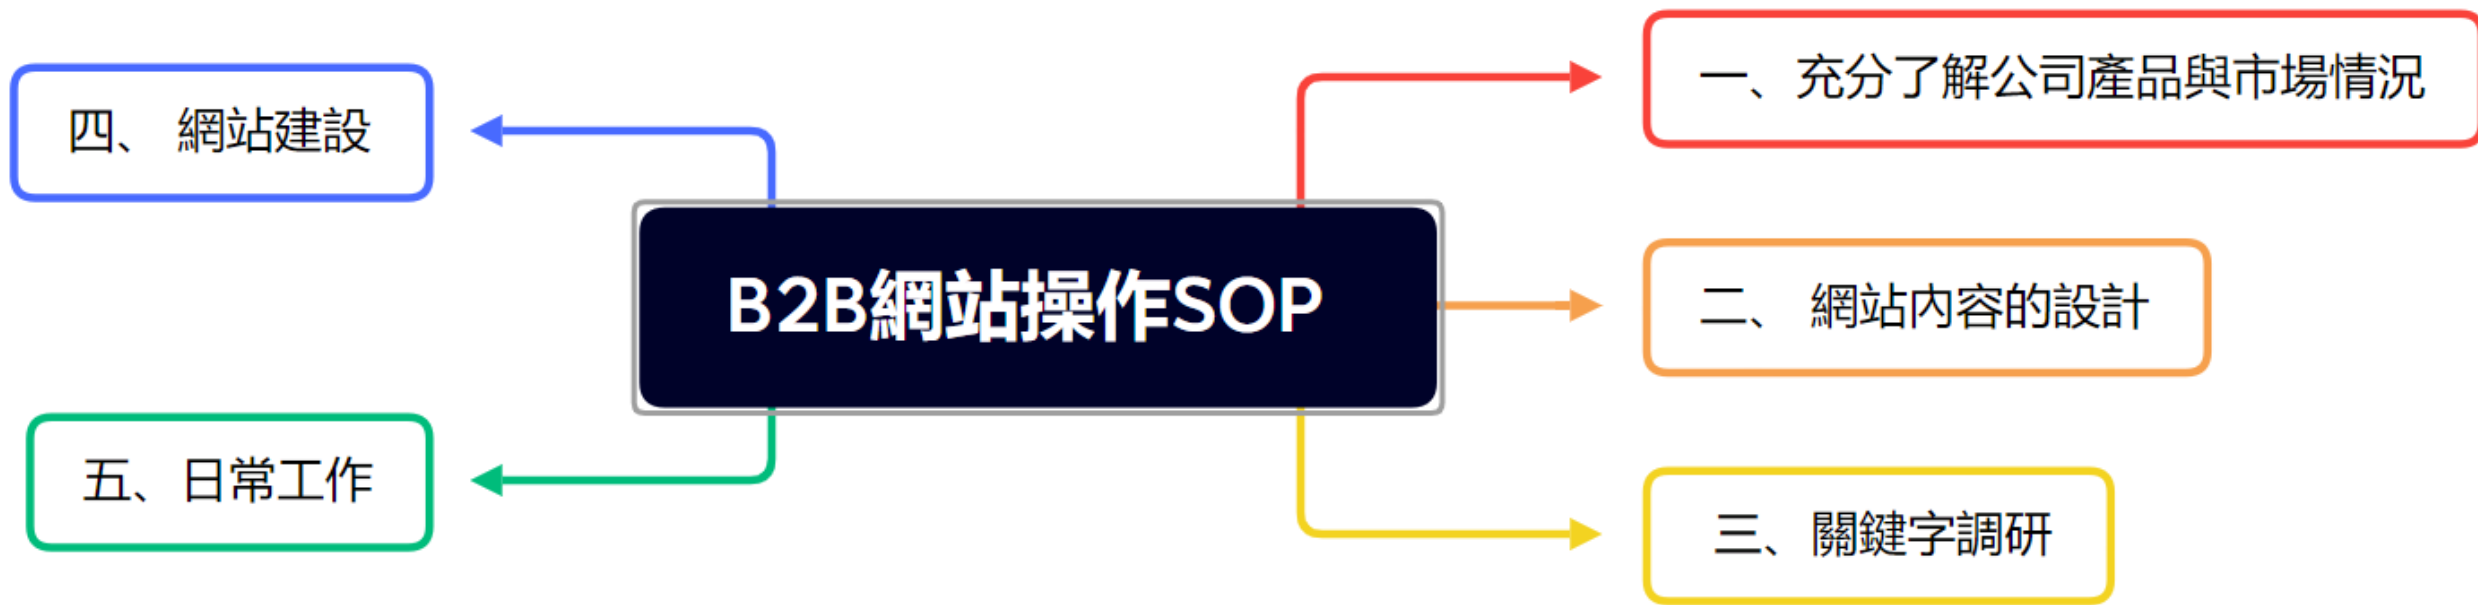 B2B網站操作SOP
一、充分了解公司產品與市場情況
二、 網站內容的設計
三、關鍵字調研
四、 網站建設
五、日常工作